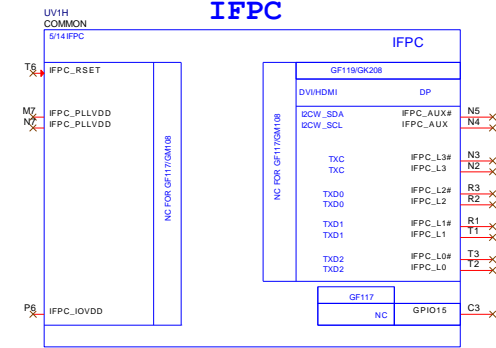 IFPC
UV1H
COMMON
5/14 IFPC
IFPC
T6 IFPC_RSET
GF119/GK208
DVI/HDMI DP
M7 IFPC_PLLVDD
N7 IFPC_PLLVDD
NC FOR GF117/GM108
NC FOR GF117/GM108
I2CW_SDA IFPC_AUX# N5
I2CW_SCL IFPC_AUX N4
TXC IFPC_L3# N3
TXC IFPC_L3 N2
TXD0 IFPC_L2# R3
TXD0 IFPC_L2 R2
TXD1 IFPC_L1# R1
TXD1 IFPC_L1 T1
TXD2 IFPC_L0# T3
TXD2 IFPC_L0 T2
GF117
P6 IFPC_IOVDD
NC GPIO15 C3